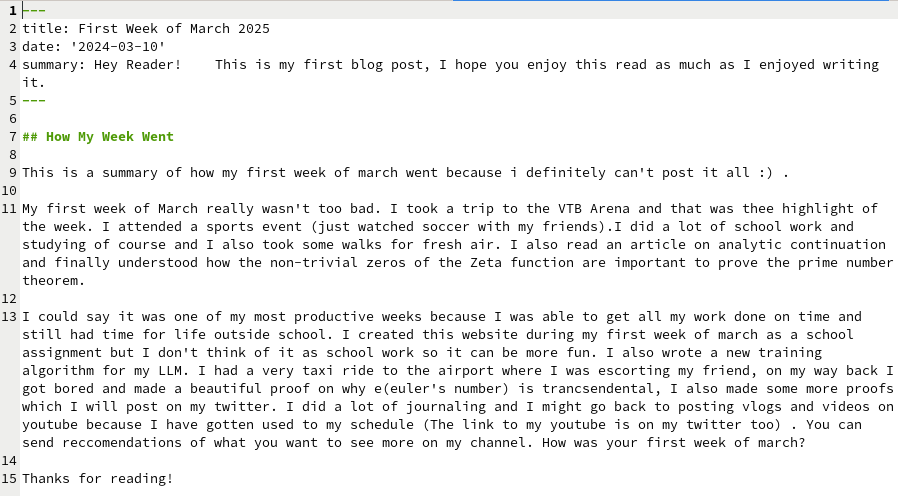 1 ---
2 title: First Week of March 2025
3 date: '2024-03-10'
4 summary: Hey Reader!    This is my first blog post, I hope you enjoy this read as much as I enjoyed writing
it.
5 ---
6
7 ## How My Week Went
8
9 This is a summary of how my first week of march went because i definitely can't post it all :) .
10
11 My first week of March really wasn't too bad. I took a trip to the VTB Arena and that was thee highlight of
the week. I attended a sports event (just watched soccer with my friends).I did a lot of school work and
studying of course and I also took some walks for fresh air. I also read an article on analytic continuation
and finally understood how the non-trivial zeros of the Zeta function are important to prove the prime number
theorem.
12
13 I could say it was one of my most productive weeks because I was able to get all my work done on time and
still had time for life outside school. I created this website during my first week of march as a school
assignment but I don't think of it as school work so it can be more fun. I also wrote a new training
algorithm for my LLM. I had a very taxi ride to the airport where I was escorting my friend, on my way back I
got bored and made a beautiful proof on why e(euler's number) is trancsendental, I also made some more proofs
which I will post on my twitter. I did a lot of journaling and I might go back to posting vlogs and videos on
youtube because I have gotten used to my schedule (The link to my youtube is on my twitter too) . You can
send reccomendations of what you want to see more on my channel. How was your first week of march?
14
15 Thanks for reading!